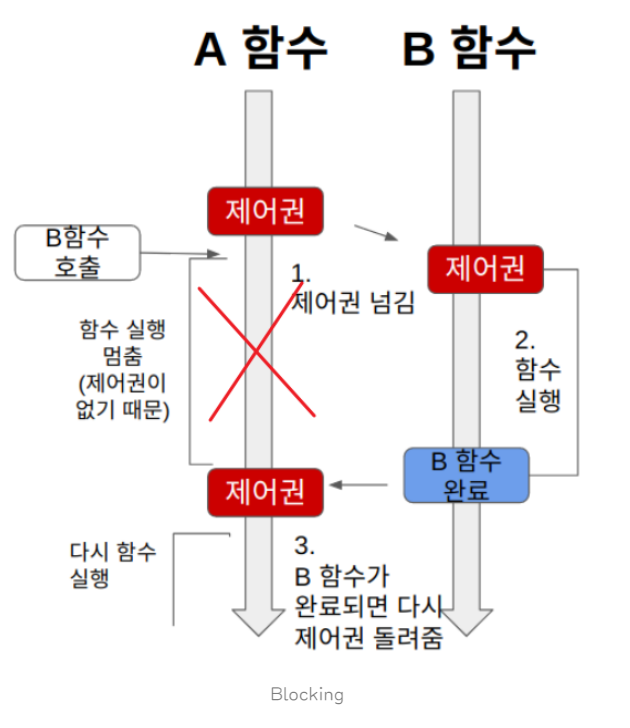 A 함수
B 함수
제어권
B함수
호출
제어권
1.
제어권 넘김
함수 실행
멈춤
(제어권이
없기 때문)
2.
함수
실행
B 함수
완료
제어권
다시 함수
실행
3.
B 함수가
완료되면 다시
제어권 돌려줌
Blocking